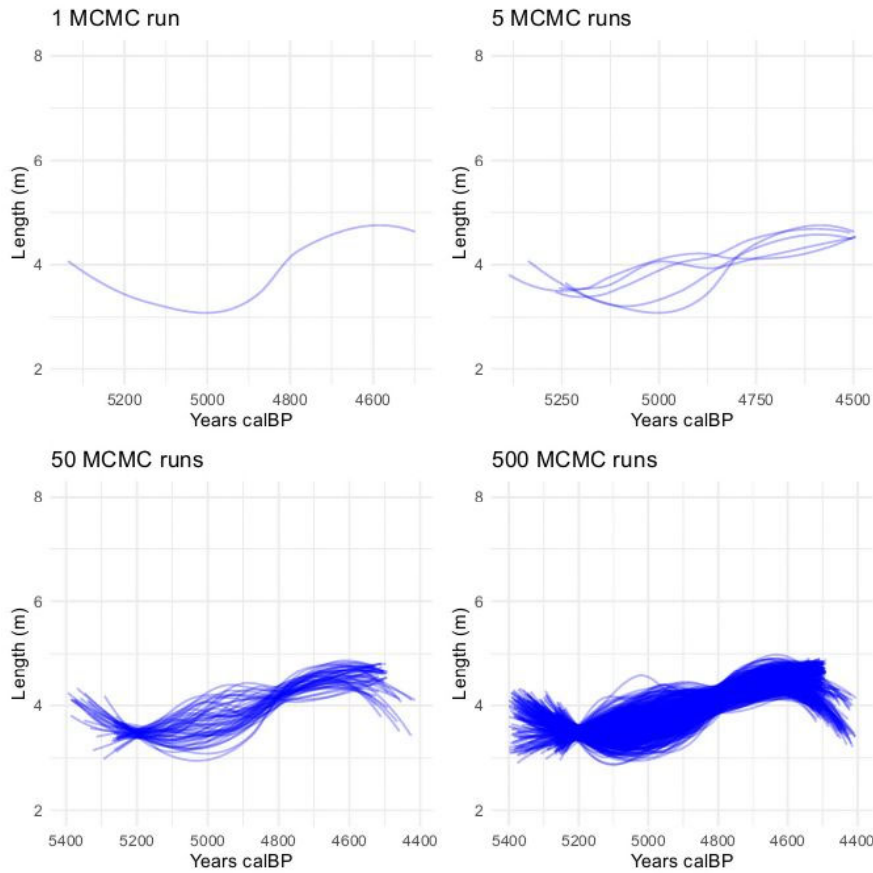 1 MCMC run
8
6
4
2
Length (m)
5200 5000 4800 4600
Years calBP
5 MCMC runs
8
6
4
2
Length (m)
5250 5000 4750 4500
Years calBP
50 MCMC runs
8
6
4
2
Length (m)
5400 5200 5000 4800 4600 4400
Years calBP
500 MCMC runs
8
6
4
2
Length (m)
5400 5200 5000 4800 4600 4400
Years calBP